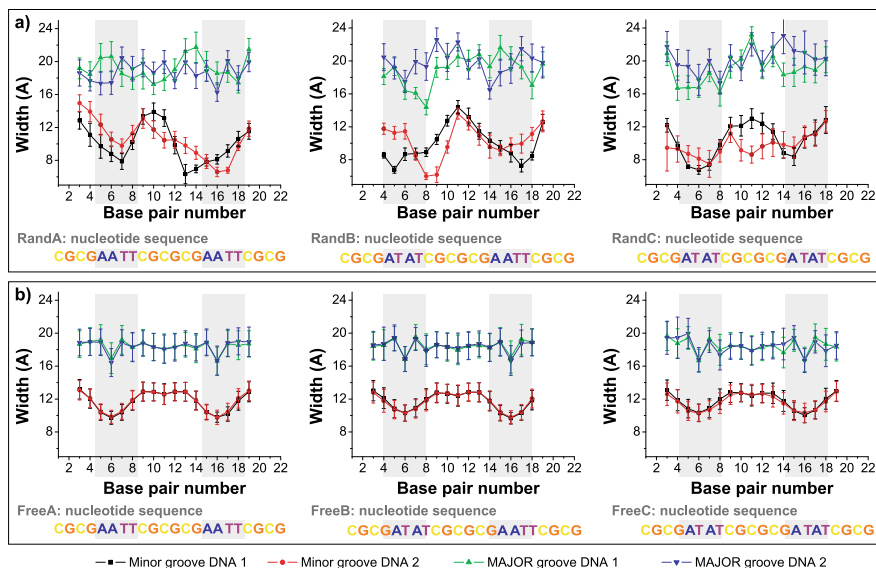 a)
24
20
16
12
8
Width (A)
2 4 6 8 10 12 14 16 18 20 22
Base pair number
RandA: nucleotide sequence
CGCGAATTCGCGCGAATTCGCG
24
20
16
12
8
Width (A)
2 4 6 8 10 12 14 16 18 20 22
Base pair number
RandB: nucleotide sequence
CGCGATATCGCGCGAATTCGCG
24
20
16
12
8
Width (A)
2 4 6 8 10 12 14 16 18 20 22
Base pair number
RandC: nucleotide sequence
CGCGATATCGCGCGATATCGCG
b)
24
20
16
12
8
Width (A)
2 4 6 8 10 12 14 16 18 20 22
Base pair number
FreeA: nucleotide sequence
CGCGAATTCGCGCGAATTCGCG
24
20
16
12
8
Width (A)
2 4 6 8 10 12 14 16 18 20 22
Base pair number
FreeB: nucleotide sequence
CGCGATATCGCGCGAATTCGCG
24
20
16
12
8
Width (A)
2 4 6 8 10 12 14 16 18 20 22
Base pair number
FreeC: nucleotide sequence
CGCGATATCGCGCGATATCGCG
Minor groove DNA 1 Minor groove DNA 2 MAJOR groove DNA 1 MAJOR groove DNA 2